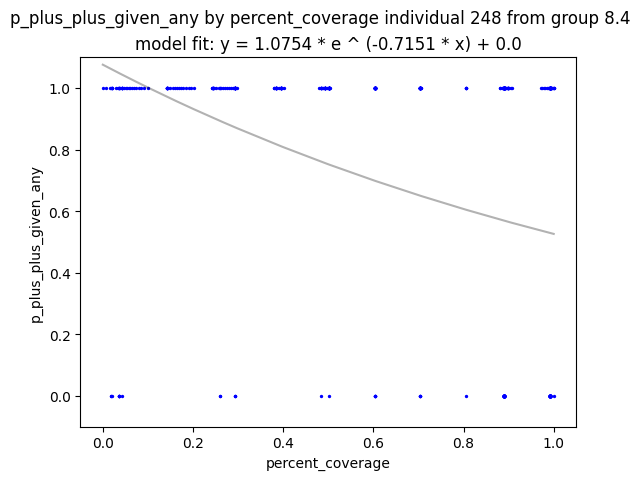 p_plus_plus_given_any by percent_coverage individual 248 from group 8.4
model fit: y = 1.0754 * e ^ (-0.7151 * x) + 0.0
1.0
0.8
0.6
0.4
0.2
0.0
p_plus_plus_given_any
0.0 0.2 0.4 0.6 0.8 1.0
percent_coverage